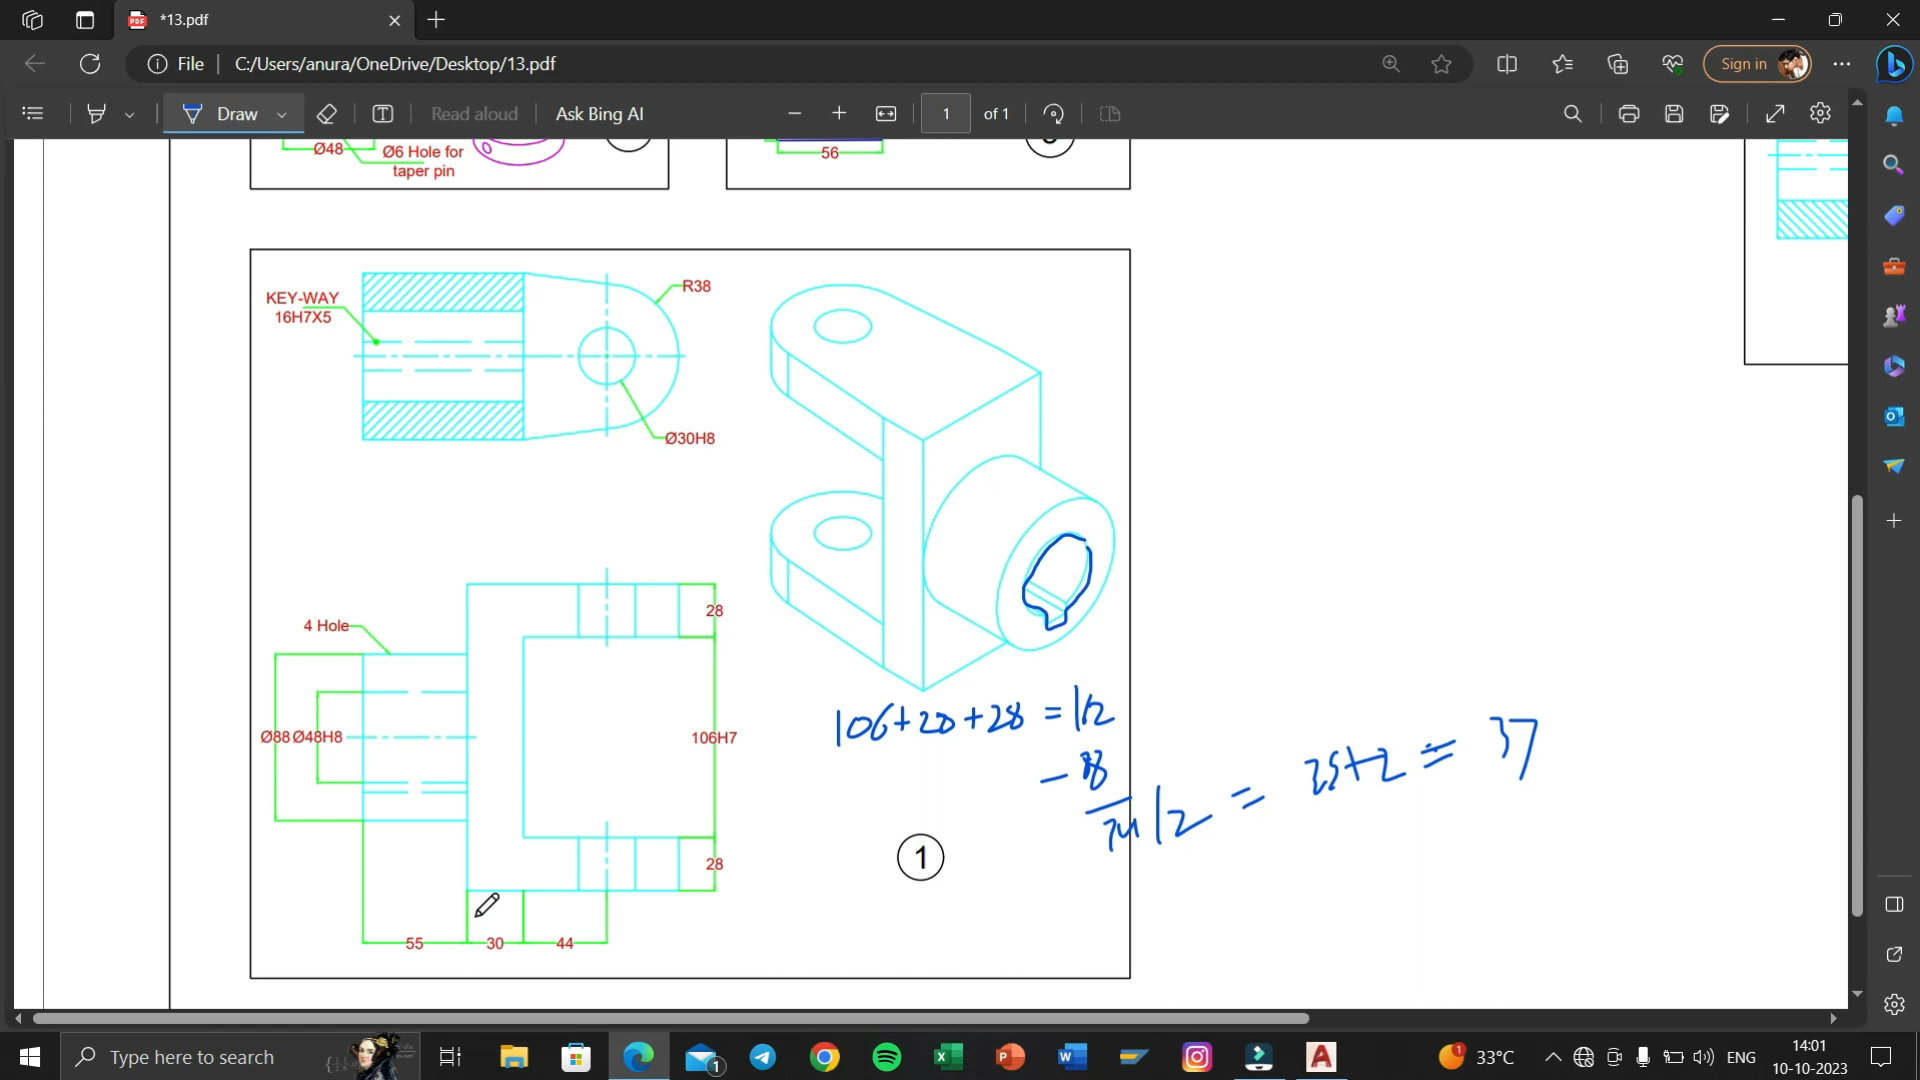 *13.pdf
File
C:/Users/anura/OneDrive/Desktop/13.pdf
Sign in
Draw
Read aloud
Ask Bing AI
1
of 1
Ø48
Ø6 Hole for
taper pin
56
KEY-WAY
16H7X5
R38
Ø30H8
4 Hole
28
Ø88
Ø48H8
106H7
28
55
30
44
106+28+28 =
- 88
/2 =
= 37
1
Type here to search
1
1
33°C
ENG
14:01
10-10-2023